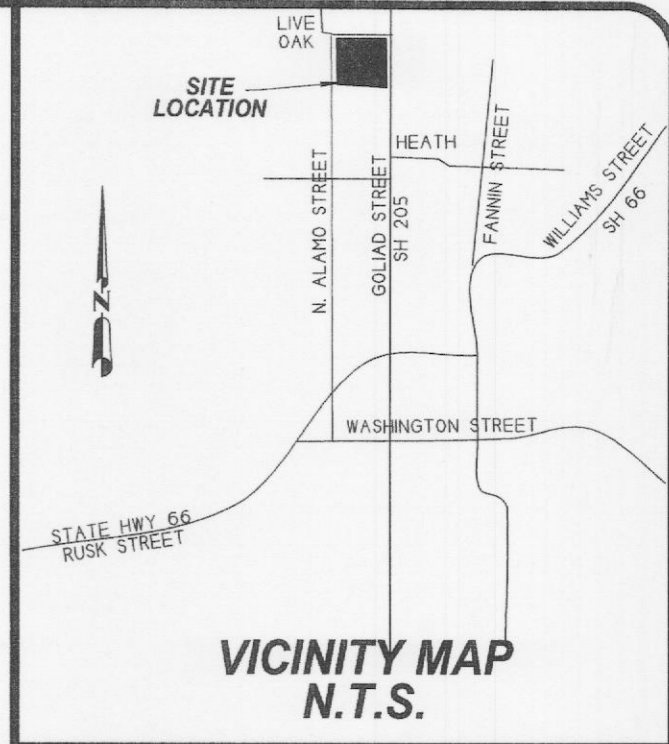 LIVE
OAK
SITE
LOCATION
HEATH
N. ALAMO STREET
GOLIAD STREET
SH 205
FANNIN STREET
WILLIAMS STREET
SH 66
N
WASHINGTON STREET
STATE HWY 66
RUSK STREET
VICINITY MAP
N.T.S.